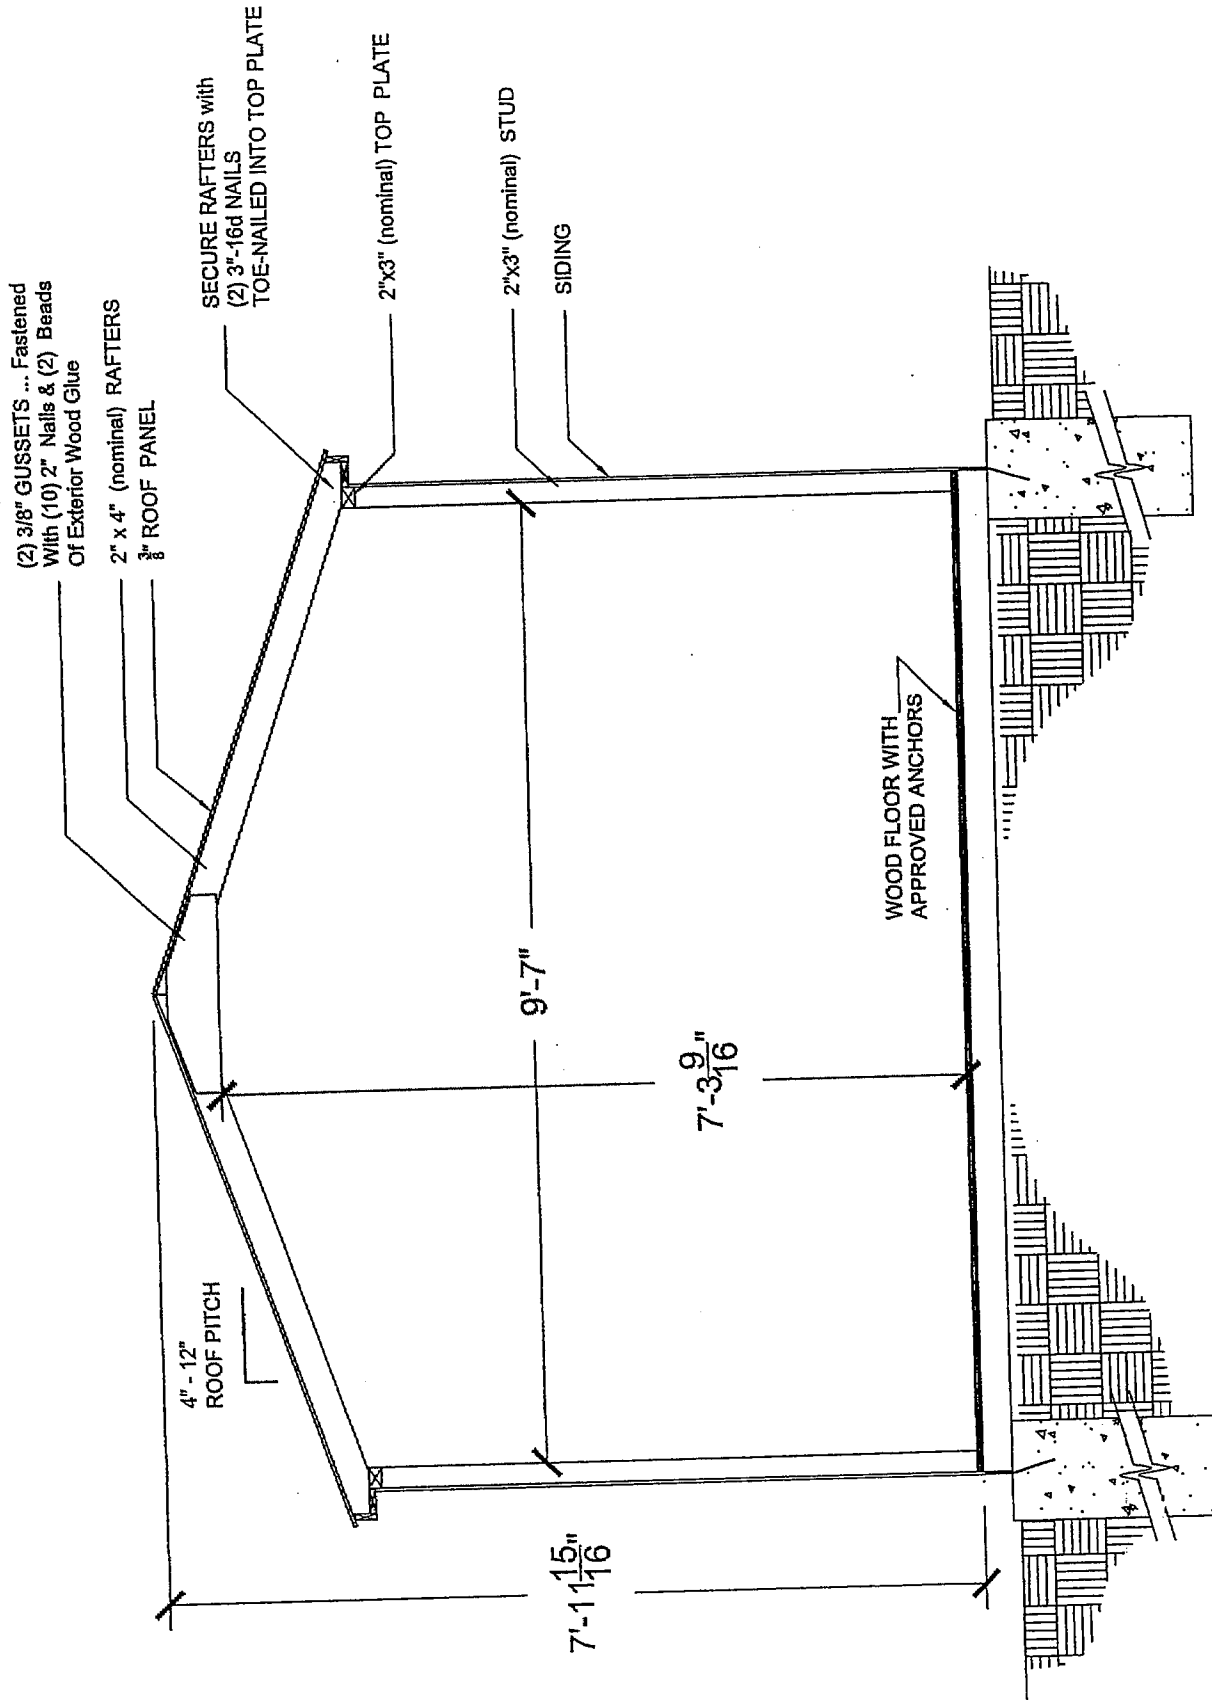 (2) 3/8" GUSSETS ... Fastened
With (10) 2" Nails & (2) Beads
Of Exterior Wood Glue
2" x 4" (nominal) RAFTERS
3/8" ROOF PANEL
SECURE RAFTERS with
(2) 3"-16d NAILS
TOE-NAILED INTO TOP PLATE
2"x3" (nominal) TOP PLATE
2"x3" (nominal) STUD
SIDING
4" - 12"
ROOF PITCH
9'-7"
7'-3 9/16"
WOOD FLOOR WITH
APPROVED ANCHORS
7'-11 15/16"